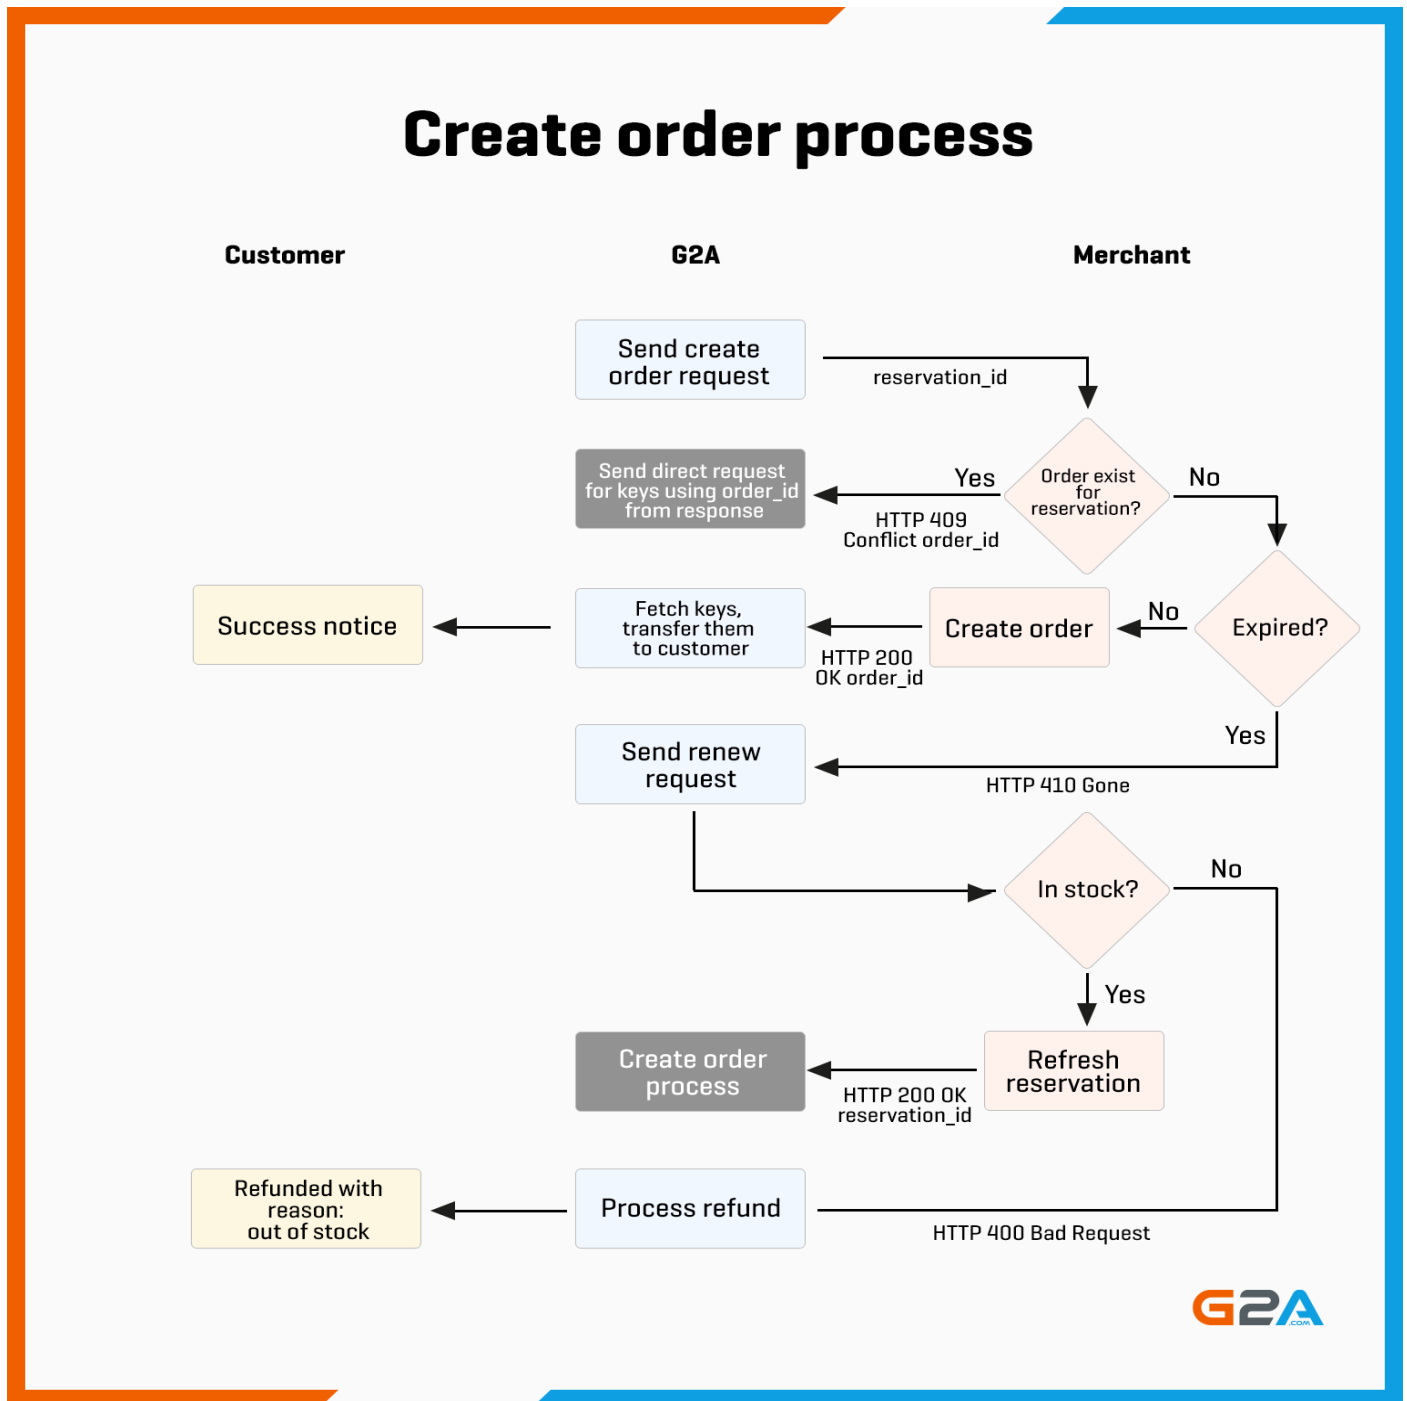 Create order process
Customer
G2A
Merchant
Send create
order request
reservation_id
Send direct request
for keys using order_id
from response
Yes
HTTP 409
Conflict order_id
Order exist
for
reservation?
No
Success notice
Fetch keys,
transfer them
to customer
HTTP 200
OK order_id
Create order
No
Expired?
Yes
Send renew
request
HTTP 410 Gone
In stock?
No
Yes
Create order
process
HTTP 200 OK
reservation_id
Refresh
reservation
Refunded with
reason:
out of stock
Process refund
HTTP 400 Bad Request
G2A
.COM